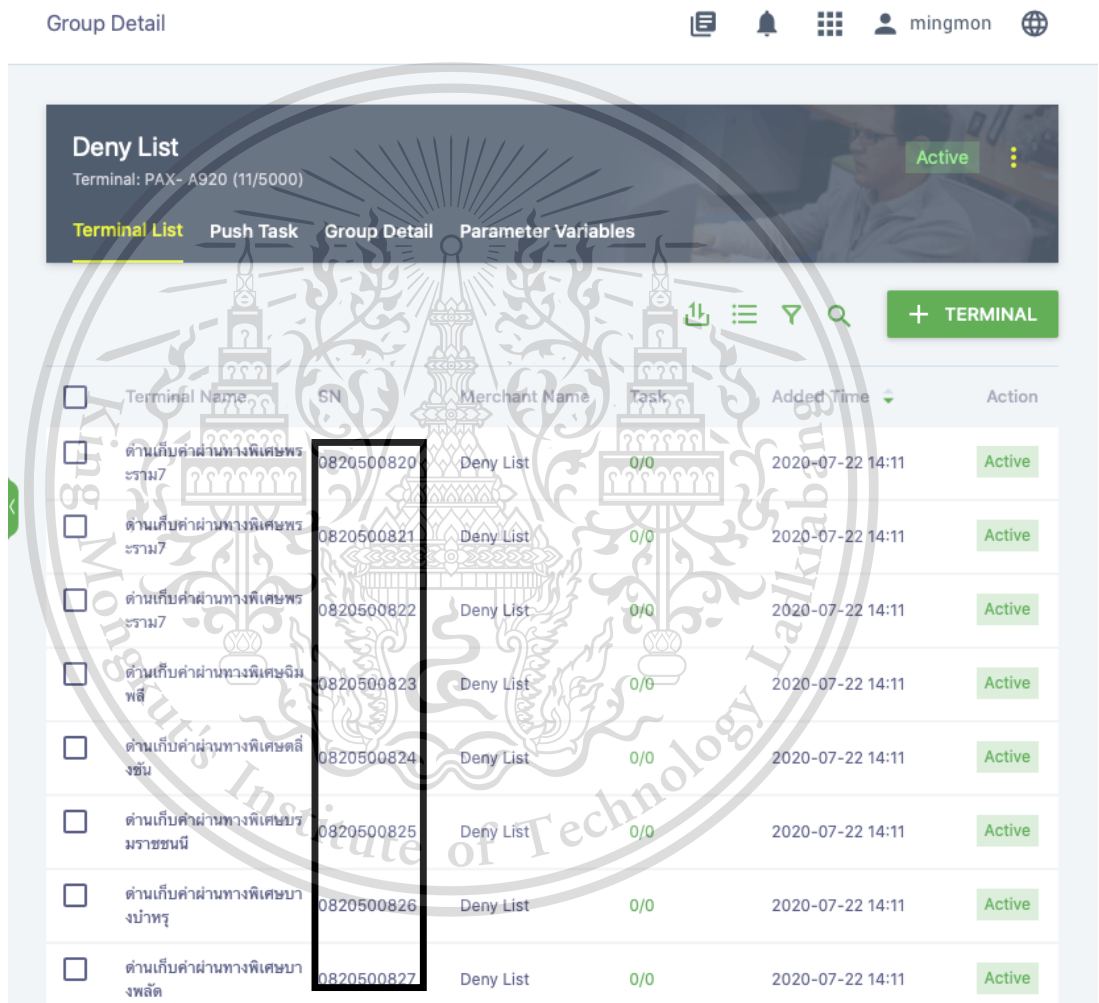 Group Detail
mingmon
Deny List
Active
Terminal: PAX- A920 (11/5000)
Terminal List Push Task Group Detail Parameter Variables
+ TERMINAL
Terminal Name SN Merchant Name Task Added Time Action
ด่านเก็บค่าผ่านทางพิเศษพร
ะราม7
0820500820 Deny List 0/0 2020-07-22 14:11 Active
ด่านเก็บค่าผ่านทางพิเศษพร
ะราม7
0820500821 Deny List 0/0 2020-07-22 14:11 Active
ด่านเก็บค่าผ่านทางพิเศษพร
ะราม7
0820500822 Deny List 0/0 2020-07-22 14:11 Active
ด่านเก็บค่าผ่านทางพิเศษฉิม
พลี
0820500823 Deny List 0/0 2020-07-22 14:11 Active
ด่านเก็บค่าผ่านทางพิเศษตลิ่
งชัน
0820500824 Deny List 0/0 2020-07-22 14:11 Active
ด่านเก็บค่าผ่านทางพิเศษบร
มราชชนนี
0820500825 Deny List 0/0 2020-07-22 14:11 Active
ด่านเก็บค่าผ่านทางพิเศษบา
งบำหรุ
0820500826 Deny List 0/0 2020-07-22 14:11 Active
ด่านเก็บค่าผ่านทางพิเศษบา
งพลัด
0820500827 Deny List 0/0 2020-07-22 14:11 Active
King Mongkut's Institute of Technology Ladkrabang